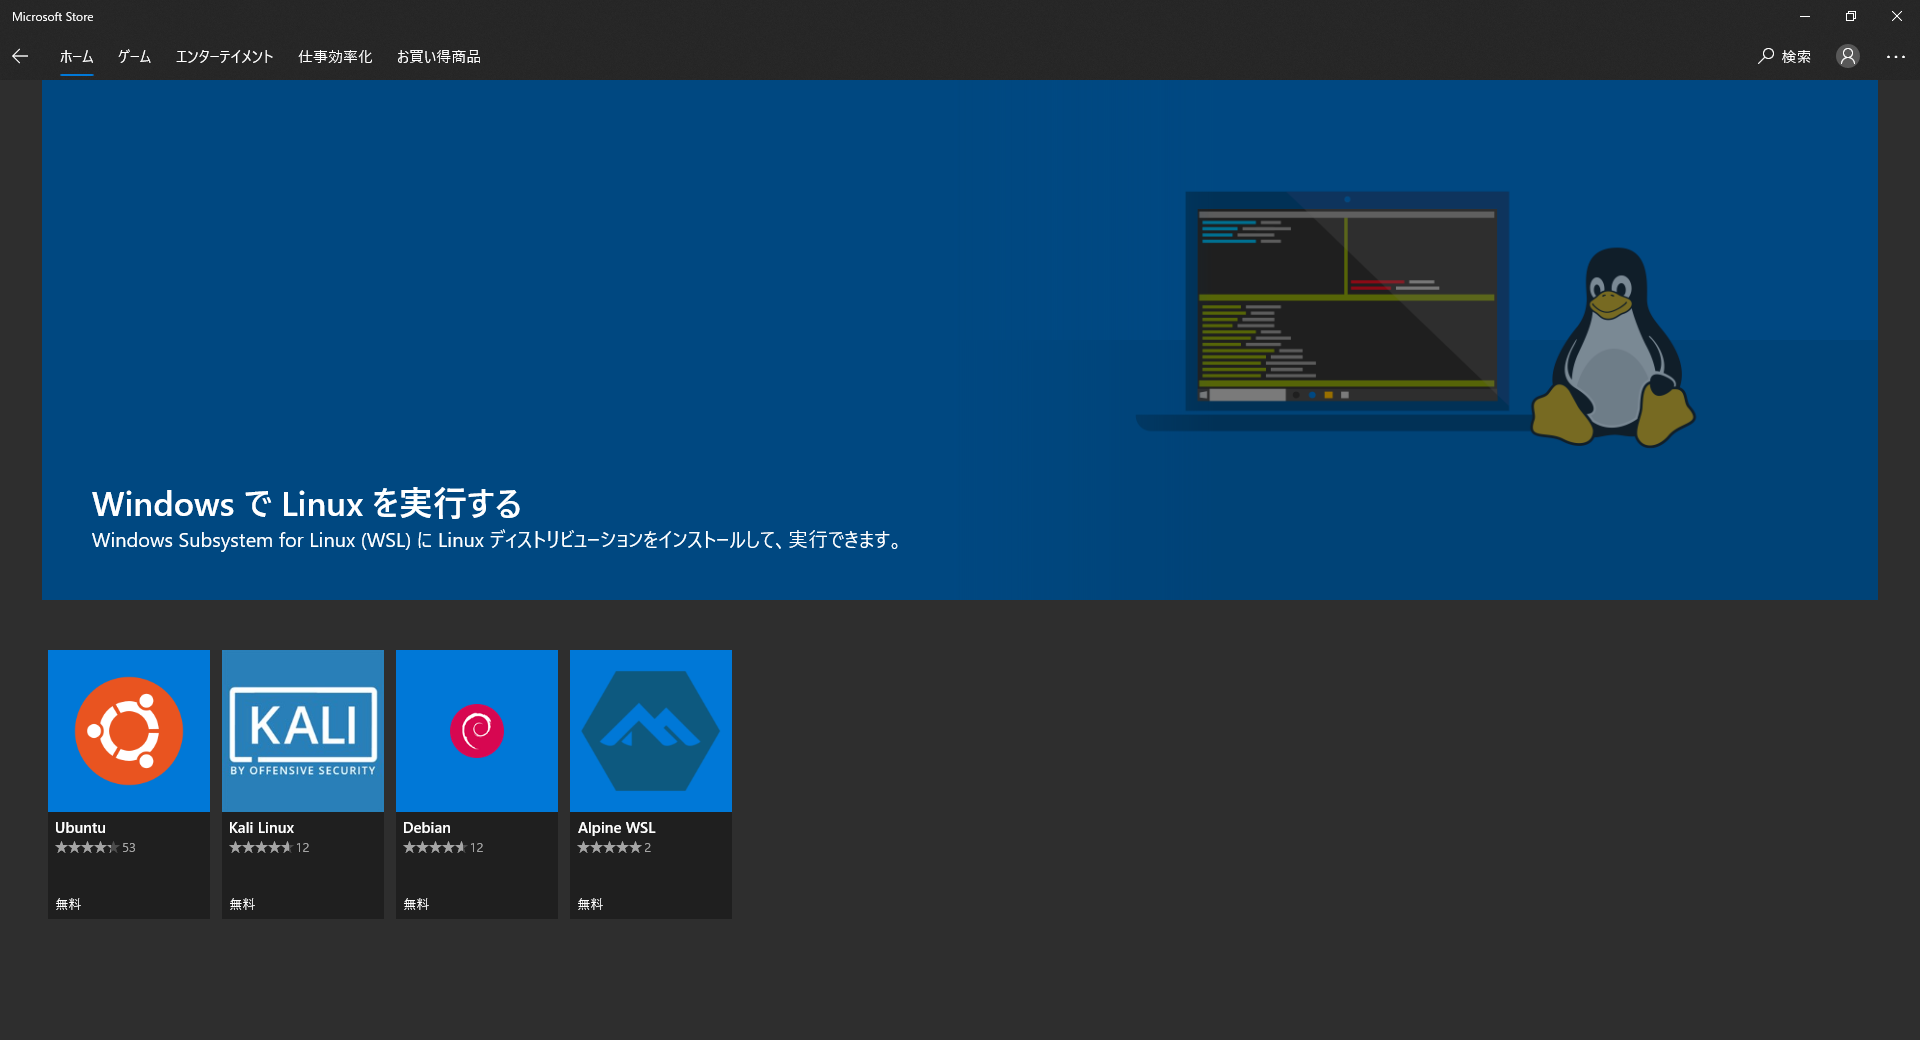 Microsoft Store
ホーム ゲーム エンターテイメント 仕事効率化 お買い得商品 検索
Windows で Linux を実行する
Windows Subsystem for Linux (WSL) に Linux ディストリビューションをインストールして、実行できます。
KALI
BY OFFENSIVE SECURITY
Ubuntu
53
無料
Kali Linux
12
無料
Debian
12
無料
Alpine WSL
2
無料